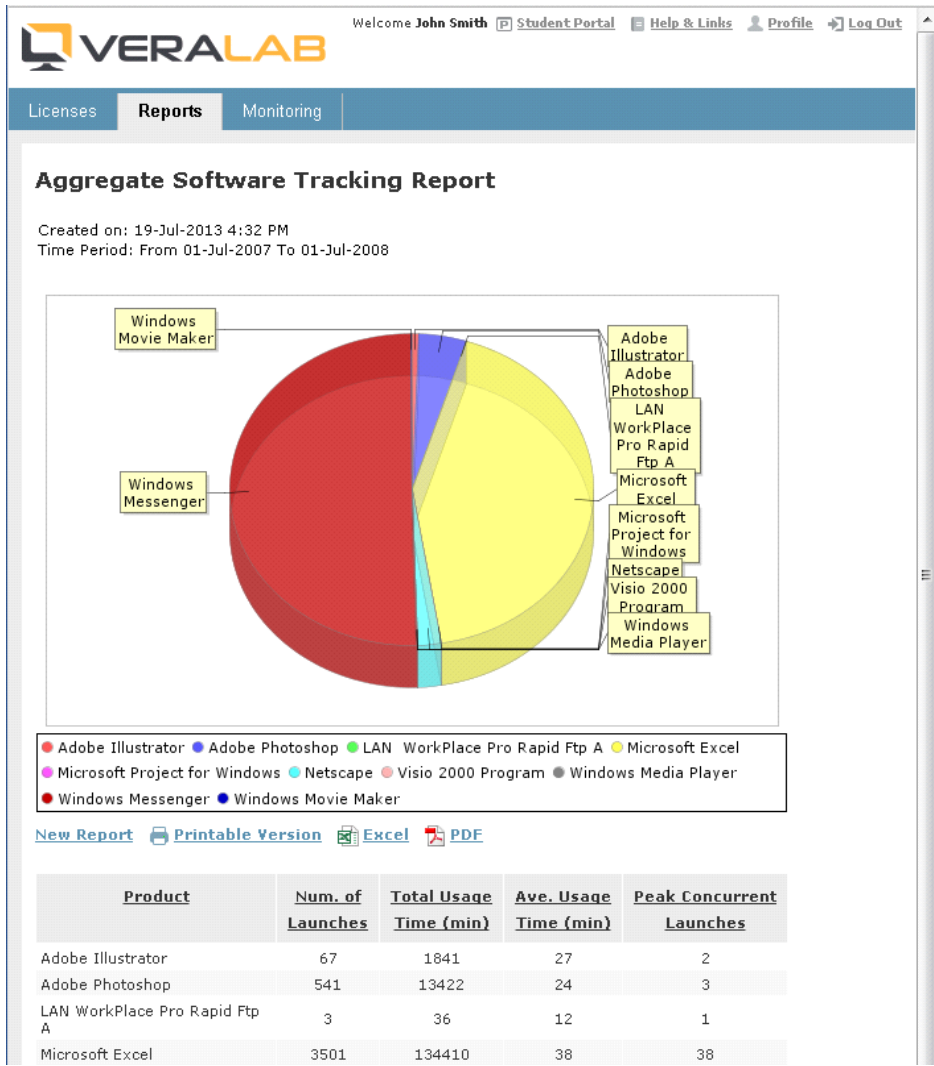 Welcome John Smith Student Portal Help & Links Profile Log Out
VERALAB
Licenses Reports Monitoring
Aggregate Software Tracking Report
Created on: 19-Jul-2013 4:32 PM
Time Period: From 01-Jul-2007 To 01-Jul-2008
Windows
Movie Maker
Windows
Messenger
Adobe
Illustrator
Adobe
Photoshop
LAN
WorkPlace
Pro Rapid
Ftp A
Microsoft
Excel
Microsoft
Project for
Windows
Netscape
Visio 2000
Program
Windows
Media Player
Adobe Illustrator Adobe Photoshop LAN WorkPlace Pro Rapid Ftp A Microsoft Excel
Microsoft Project for Windows Netscape Visio 2000 Program Windows Media Player
Windows Messenger Windows Movie Maker
New Report Printable Version Excel PDF
Product Num. of Launches Total Usage Time (min) Ave. Usage Time (min) Peak Concurrent Launches
Adobe Illustrator 67 1841 27 2
Adobe Photoshop 541 13422 24 3
LAN WorkPlace Pro Rapid Ftp A 3 36 12 1
Microsoft Excel 3501 134410 38 38